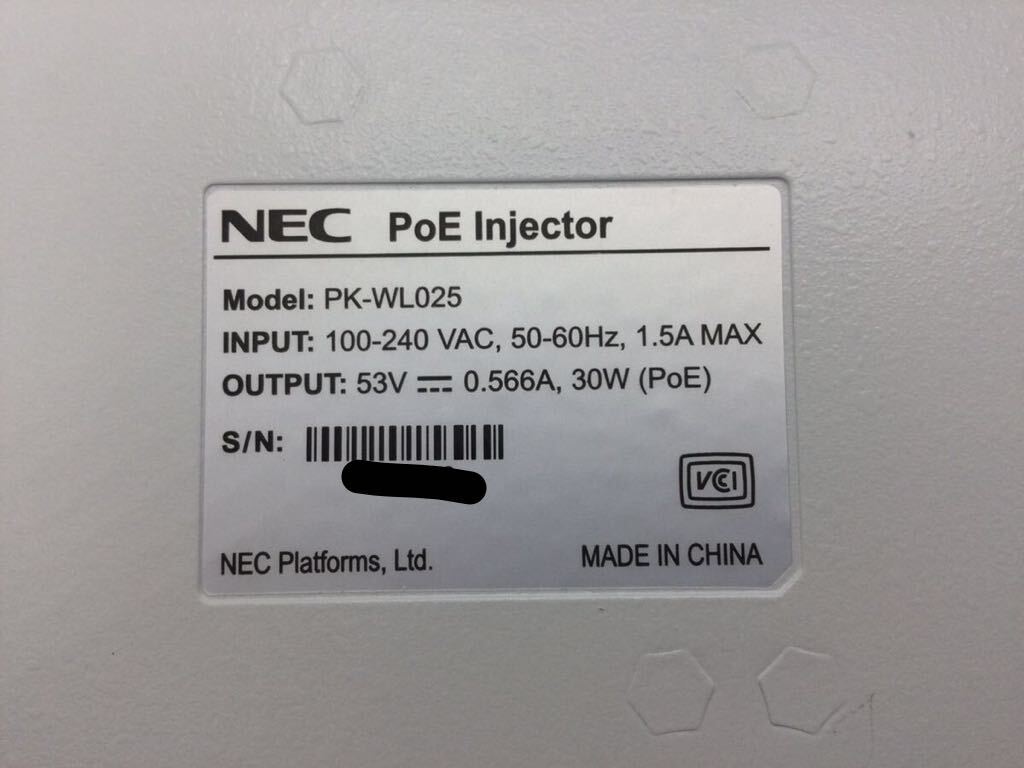 NEC PoE Injector
Model: PK-WL025
INPUT: 100-240 VAC, 50-60Hz, 1.5A MAX
OUTPUT: 53V ⎓ 0.566A, 30W (PoE)
S/N:
VCCI
NEC Platforms, Ltd.
MADE IN CHINA